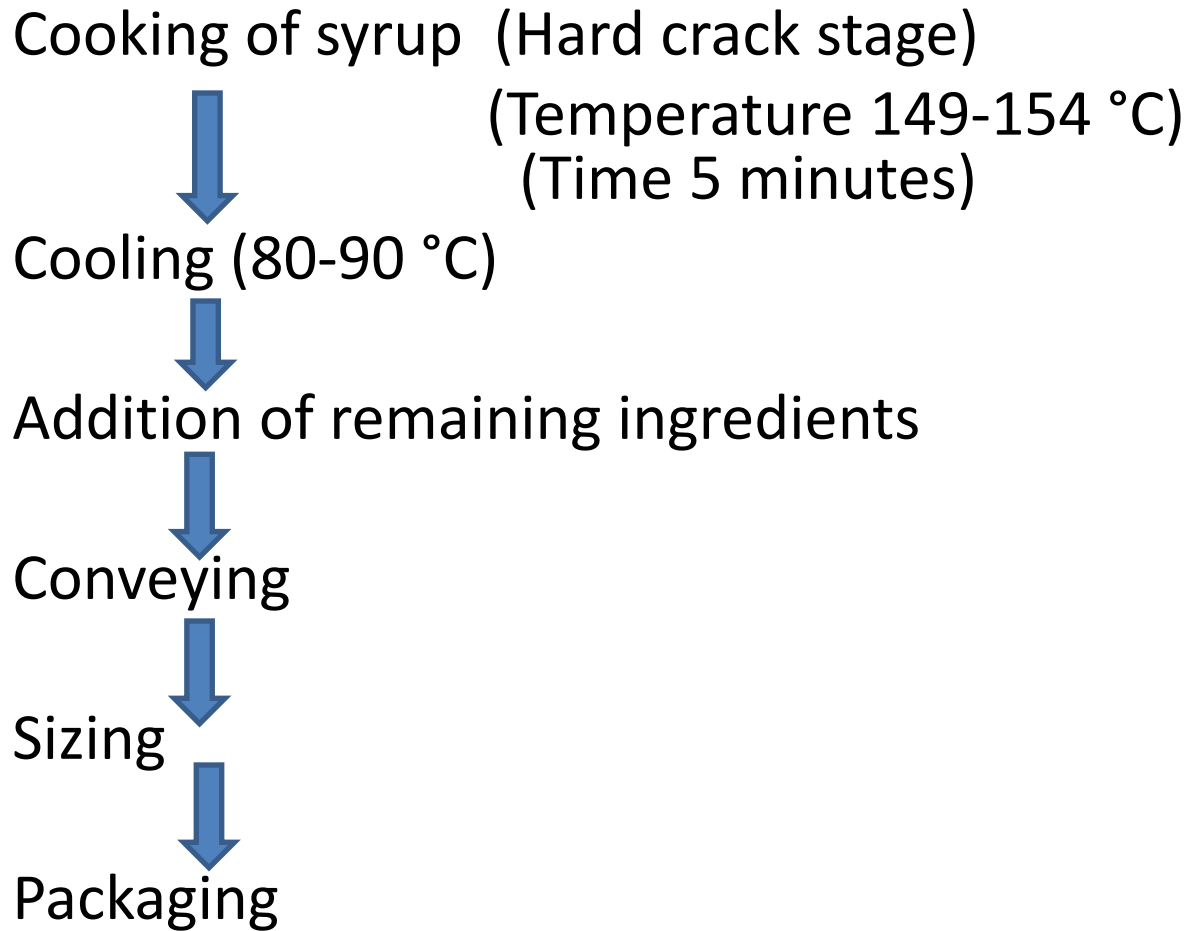 Cooking of syrup (Hard crack stage)
(Temperature 149-154 °C)
(Time 5 minutes)
Cooling (80-90 °C)
Addition of remaining ingredients
Conveying
Sizing
Packaging